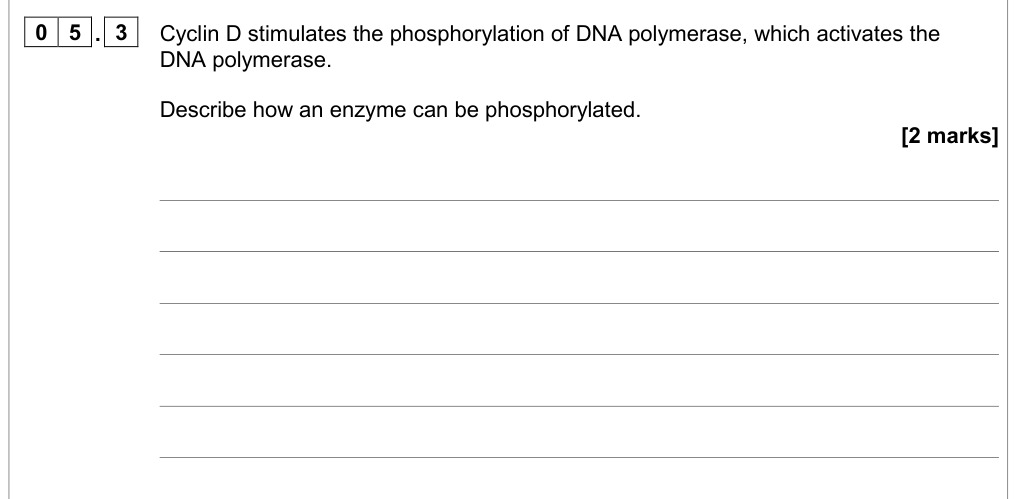 0 5 . 3 Cyclin D stimulates the phosphorylation of DNA polymerase, which activates the
DNA polymerase.
Describe how an enzyme can be phosphorylated.
[2 marks]